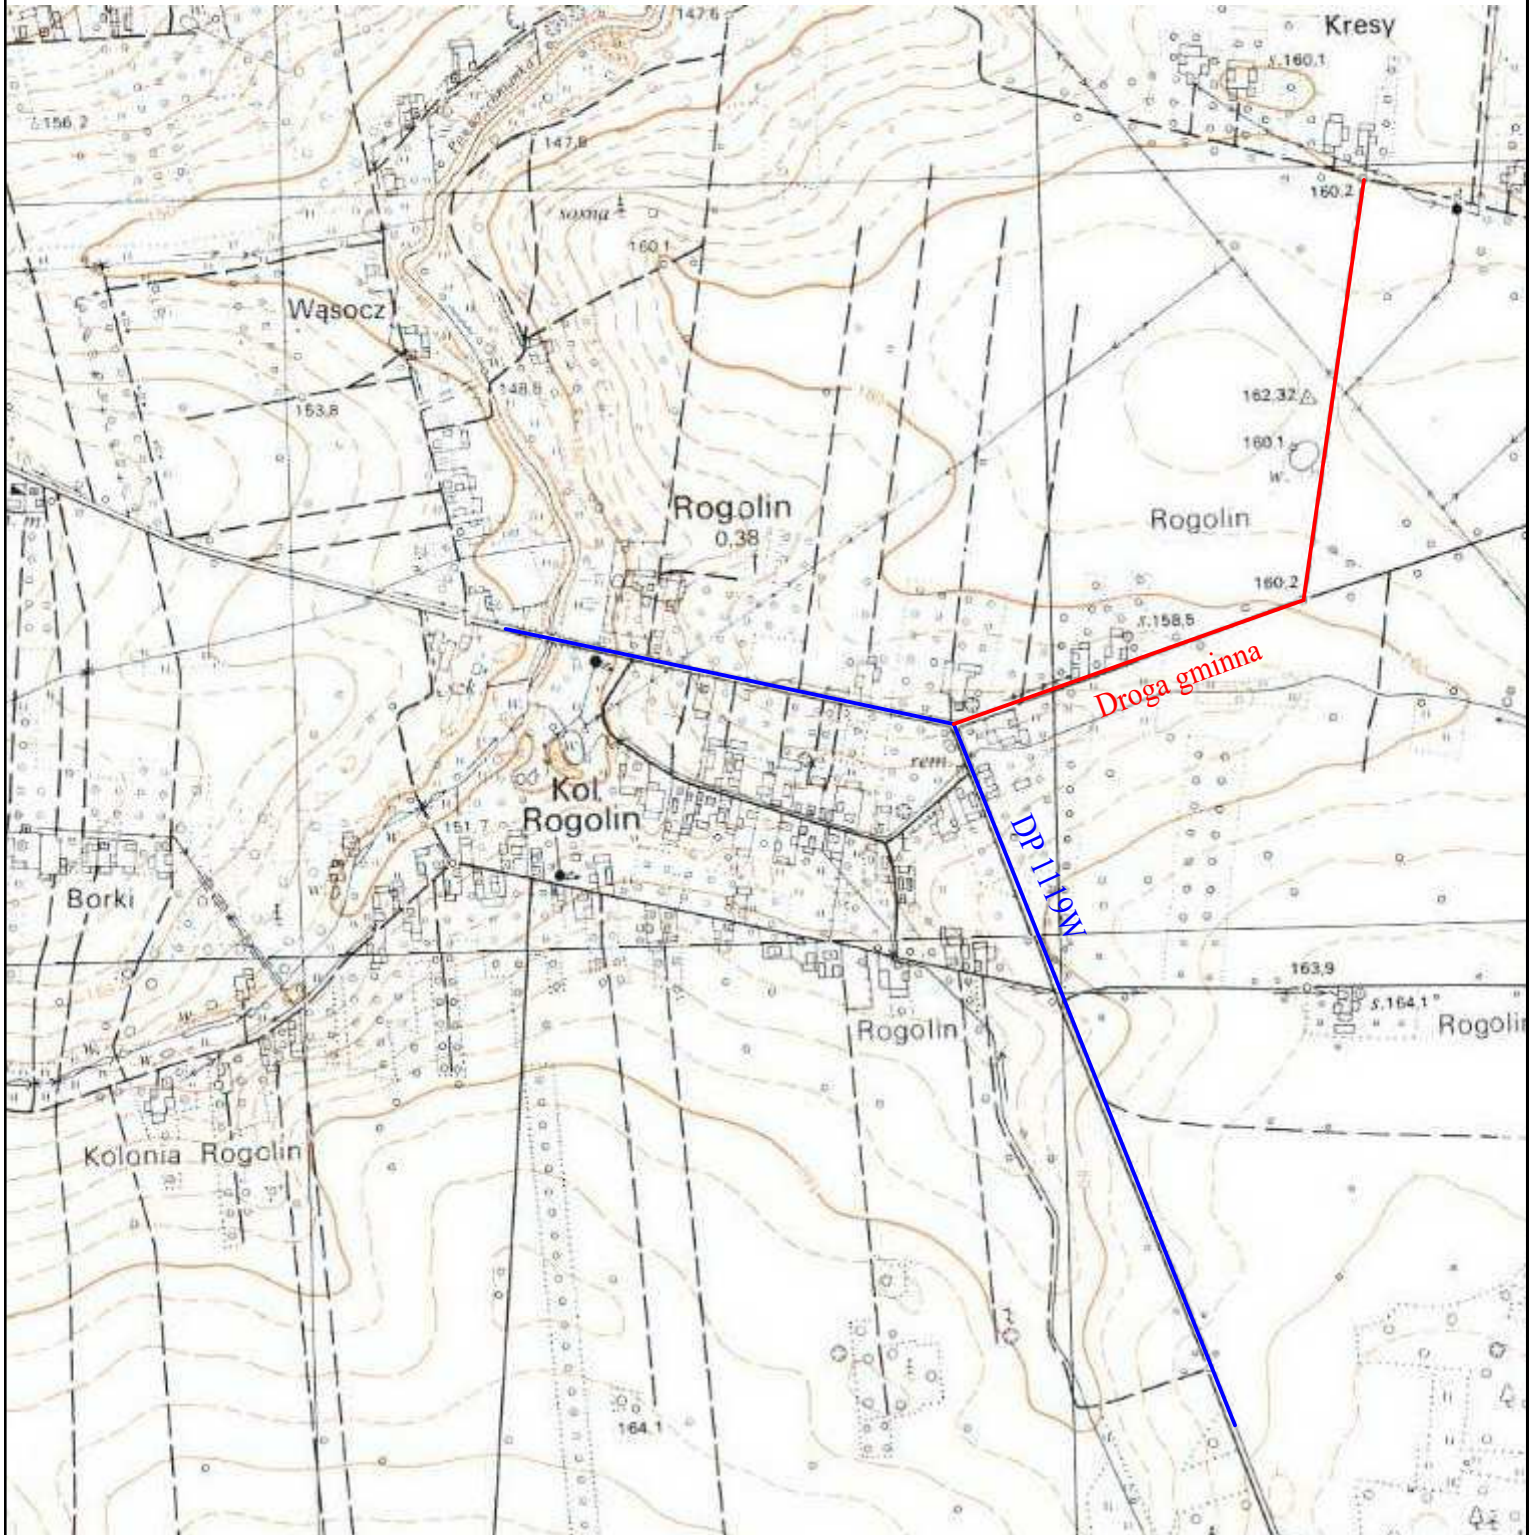 147.6
Kresy
s.160.1
156.2
147.8
160.2
sosna
160.1
Wąsocz
148.5
153.8
162.32
160.1
w.
Rogolin
0.38
Rogolin
160.2
s.158.5
Droga gminna
rem.
Kol.
Rogolin
151.7
DP 1119W
Borki
w.
163.9
s.164.1
Rogolin
Rogolin
Kolonia Rogolin
164.1